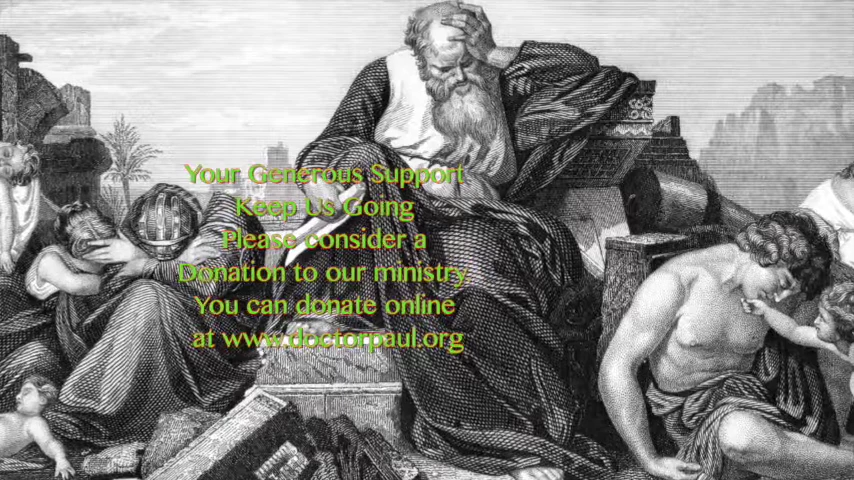 Your Generous Support
Keep Us Going
Please consider a
Donation to our ministry
You can donate online
at www.doctorpaul.org